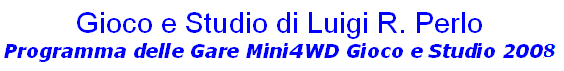 Gioco e Studio di Luigi R. Perlo
Programma delle Gare Mini4WD Gioco e Studio 2008